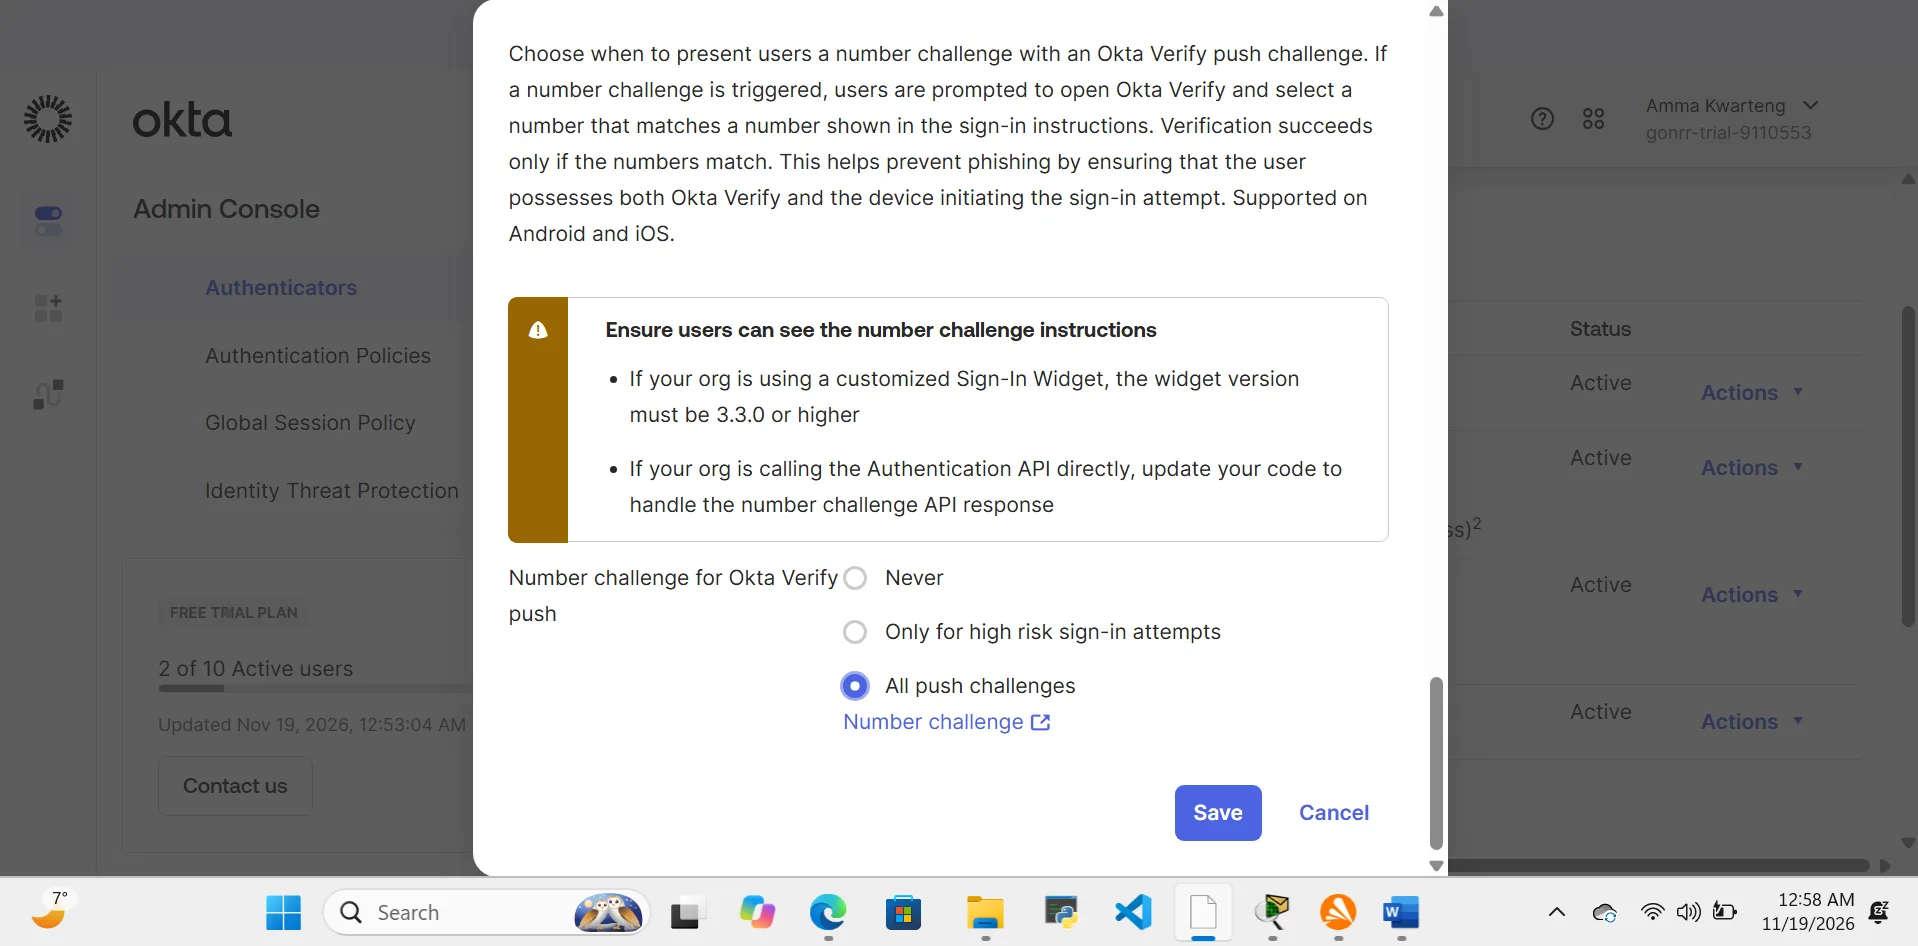 okta
Admin Console
Authenticators
Authentication Policies
Global Session Policy
Identity Threat Protection
FREE TRIAL PLAN
2 of 10 Active users
Updated Nov 19, 2026, 12:53:04 AM
Contact us
Choose when to present users a number challenge with an Okta Verify push challenge. If
a number challenge is triggered, users are prompted to open Okta Verify and select a
number that matches a number shown in the sign-in instructions. Verification succeeds
only if the numbers match. This helps prevent phishing by ensuring that the user
possesses both Okta Verify and the device initiating the sign-in attempt. Supported on
Android and iOS.
Ensure users can see the number challenge instructions
• If your org is using a customized Sign-In Widget, the widget version
must be 3.3.0 or higher
• If your org is calling the Authentication API directly, update your code to
handle the number challenge API response
Number challenge for Okta Verify
push
Never
Only for high risk sign-in attempts
All push challenges
Number challenge
Save
Cancel
Amma Kwarteng
gonrr-trial-9110553
Status
Active
Actions
Active
Actions
ss)²
Active
Actions
Active
Actions
7°
Search
12:58 AM
11/19/2026